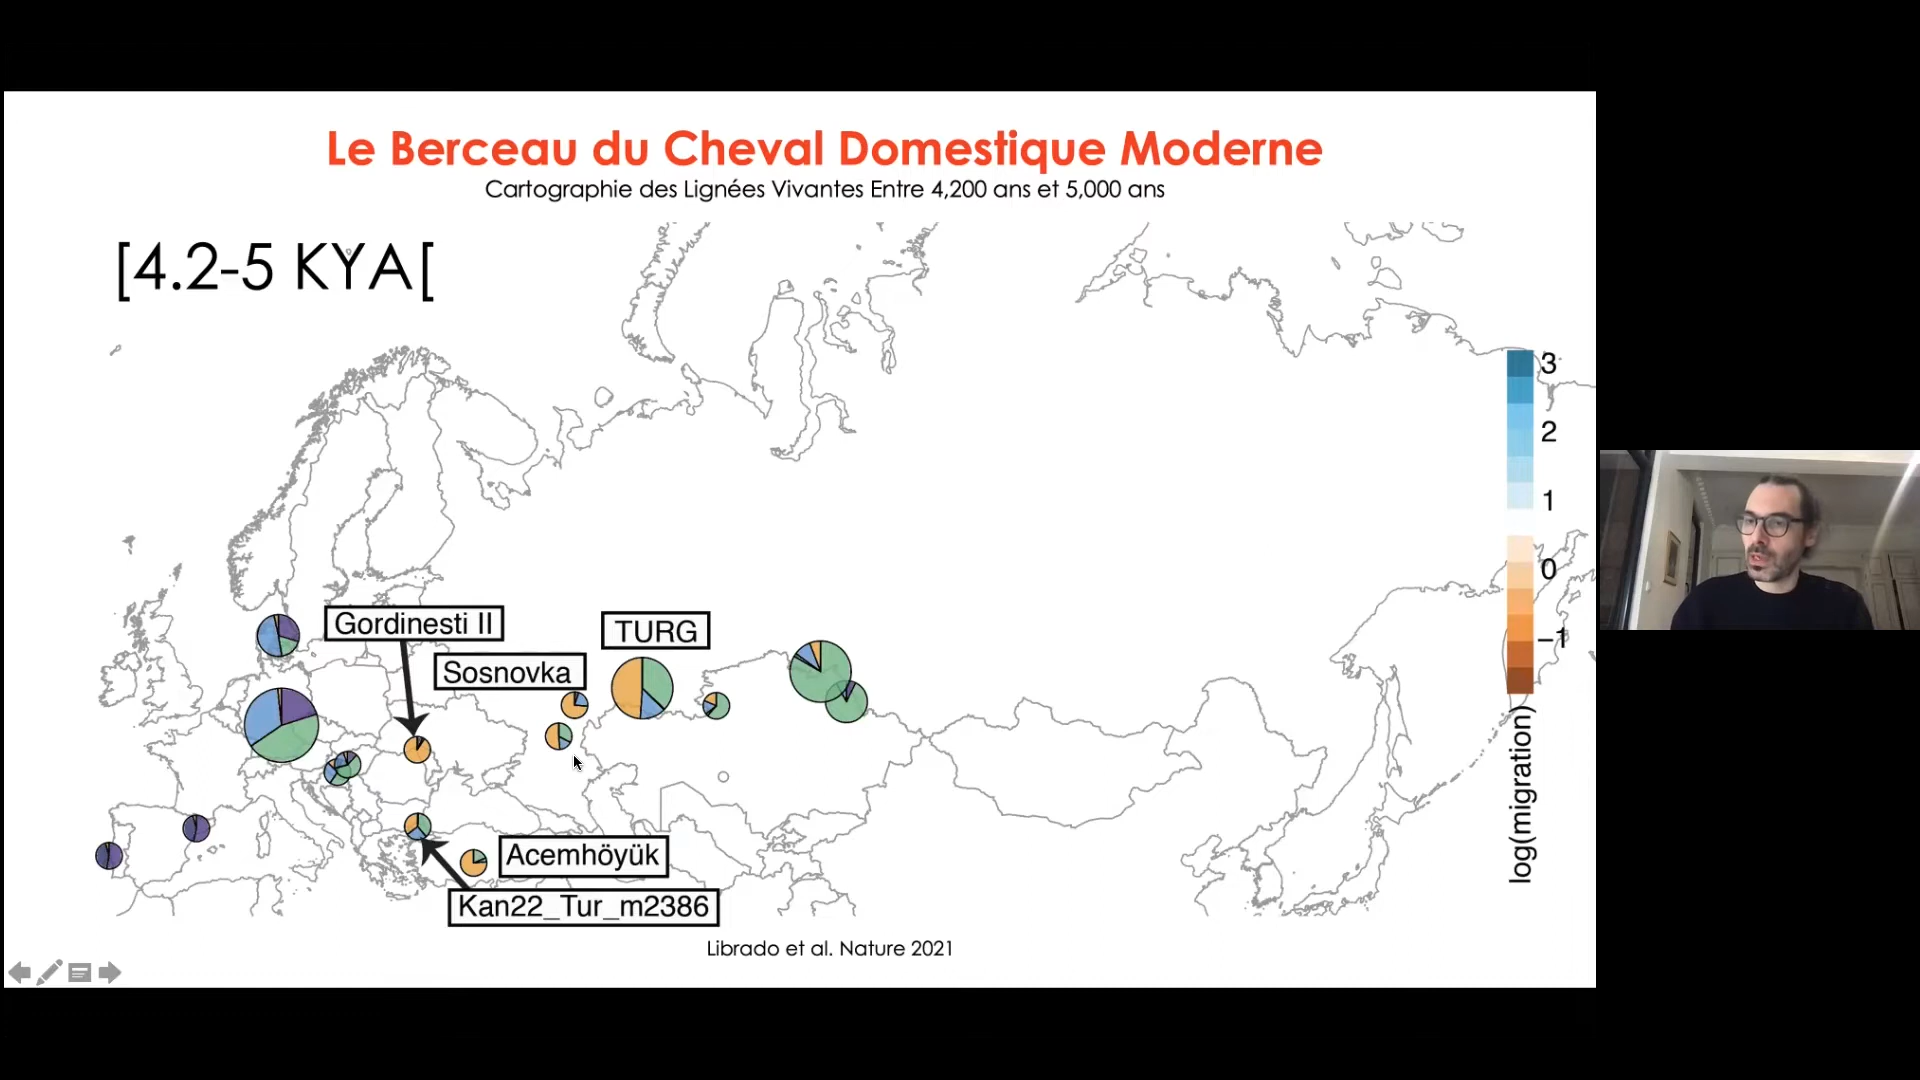 Le Berceau du Cheval Domestique Moderne
Cartographie des Lignées Vivantes Entre 4,200 ans et 5,000 ans
[4.2-5 KYA[
3
2
1
0
−1
log(migration)
Gordinesti II
TURG
Sosnovka
Acemhöyük
Kan22_Tur_m2386
Librado et al. Nature 2021